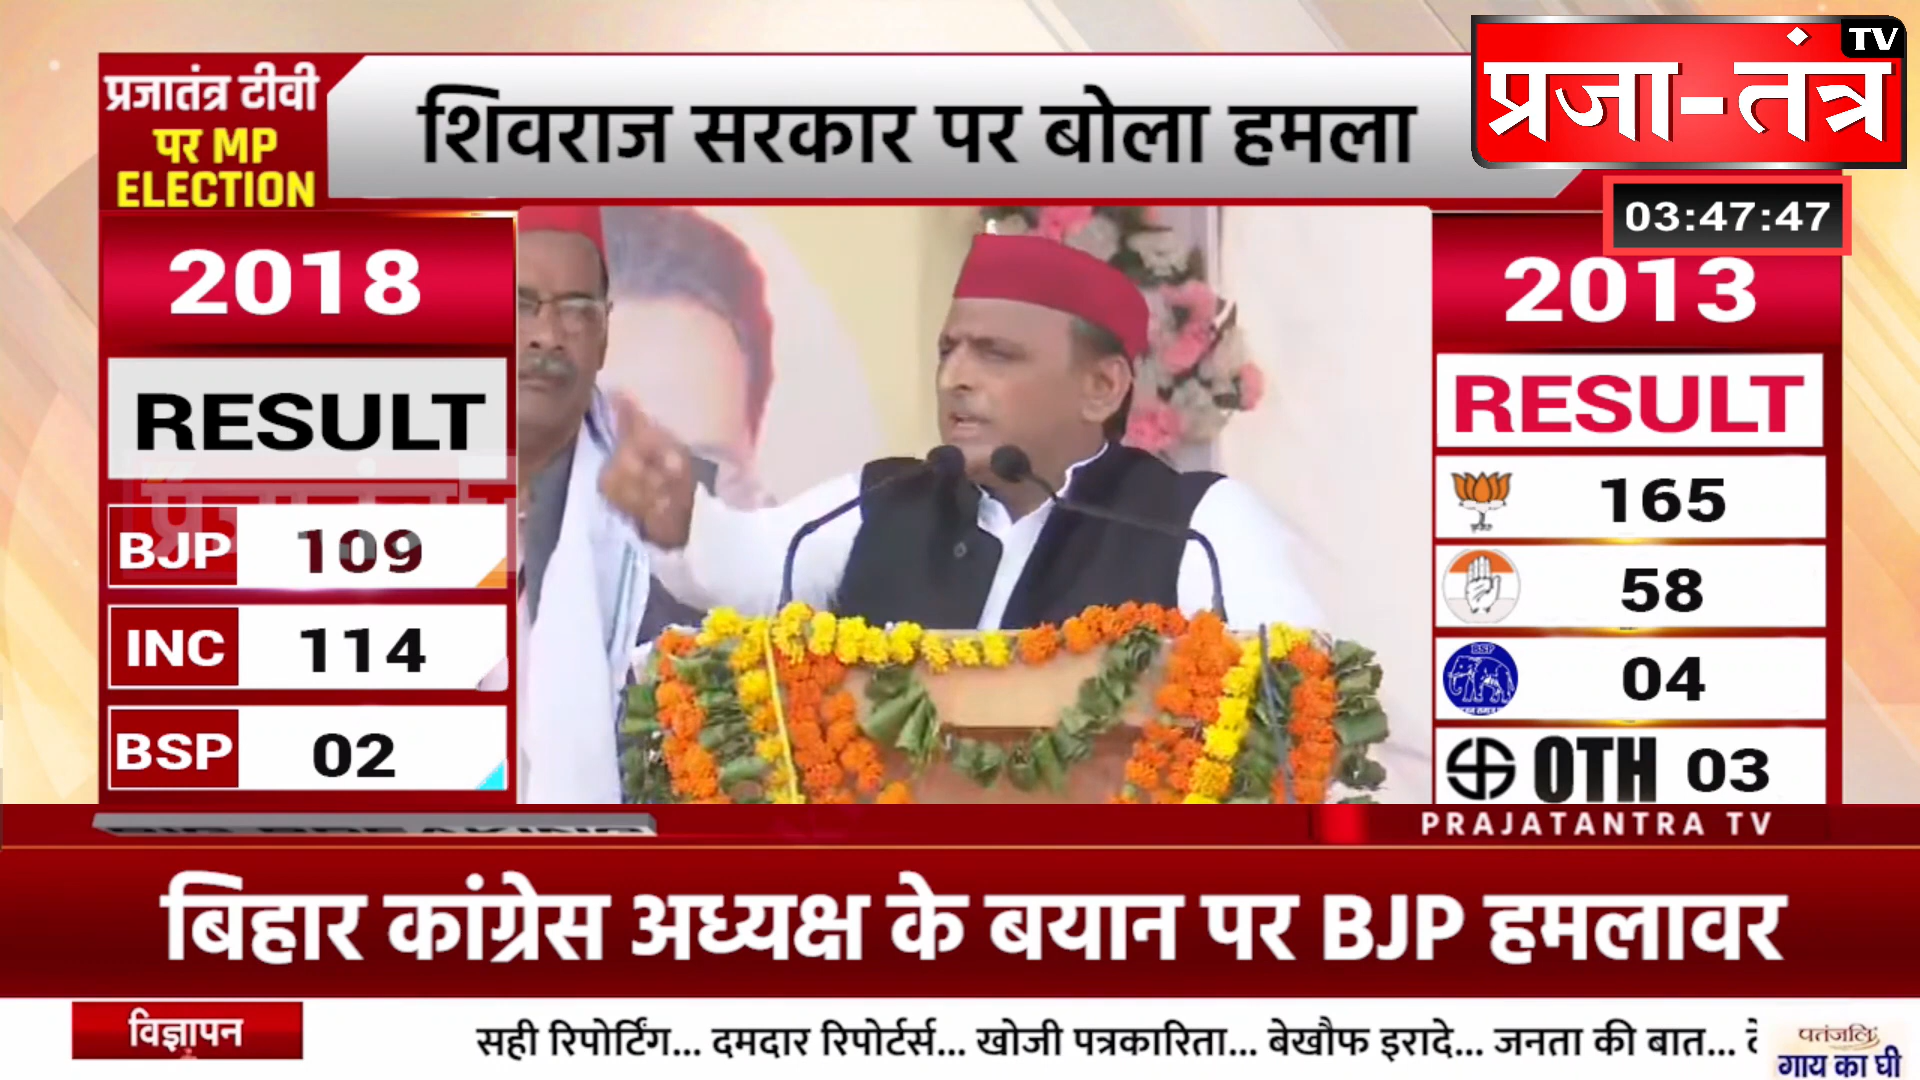 प्रजातंत्र टीवी
पर MP
ELECTION
शिवराज सरकार पर बोला हमला
प्रजा-तंत्र
TV
03:47:47
2018
RESULT
BJP 109
INC 114
BSP 02
2013
RESULT
165
58
BSP
04
OTH 03
PRAJATANTRA TV
बिहार कांग्रेस अध्यक्ष के बयान पर BJP हमलावर
विज्ञापन
सही रिपोर्टिंग... दमदार रिपोर्टर्स... खोजी पत्रकारिता... बेखौफ इरादे... जनता की बात...
पतंजलि
गाय का घी